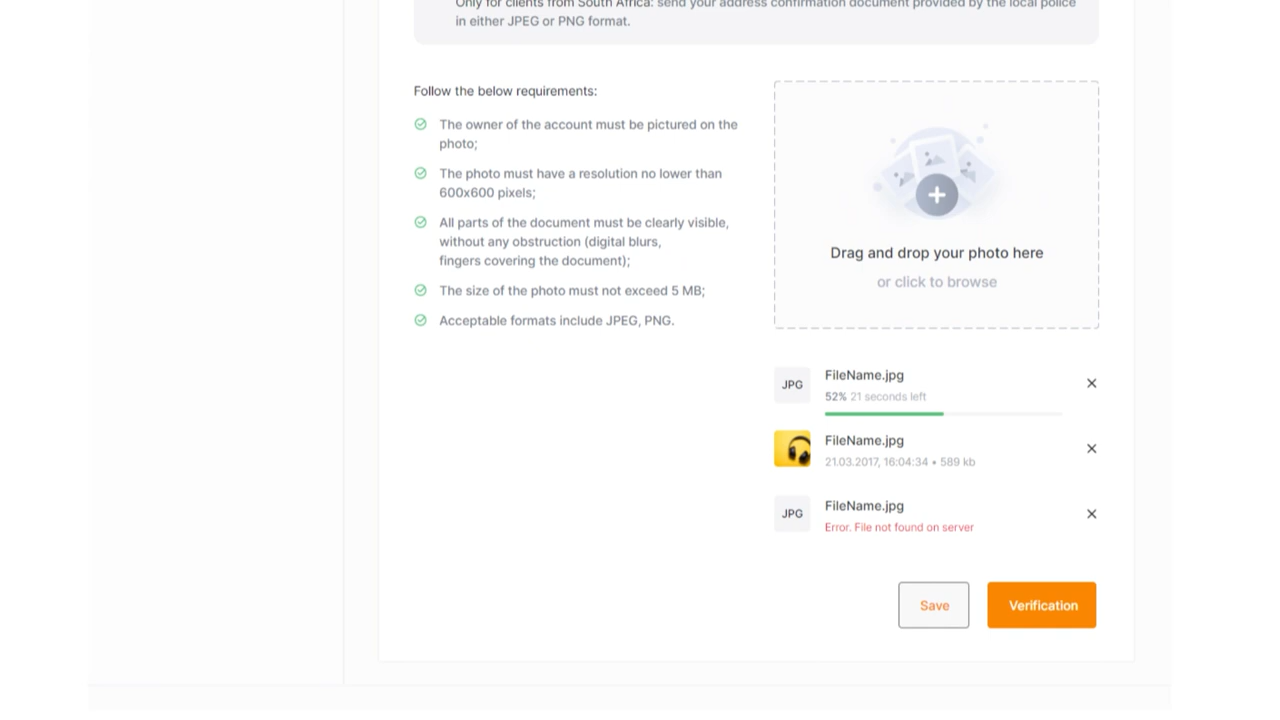 Only for clients from South Africa: send your address confirmation document provided by the local police
in either JPEG or PNG format.
Follow the below requirements:
The owner of the account must be pictured on the
photo;
The photo must have a resolution no lower than
600x600 pixels;
All parts of the document must be clearly visible,
without any obstruction (digital blurs,
fingers covering the document);
The size of the photo must not exceed 5 MB;
Acceptable formats include JPEG, PNG.
Drag and drop your photo here
or click to browse
JPG
FileName.jpg
52% 21 seconds left
FileName.jpg
21.03.2017, 16:04:34 • 589 kb
JPG
FileName.jpg
Error. File not found on server
Save
Verification